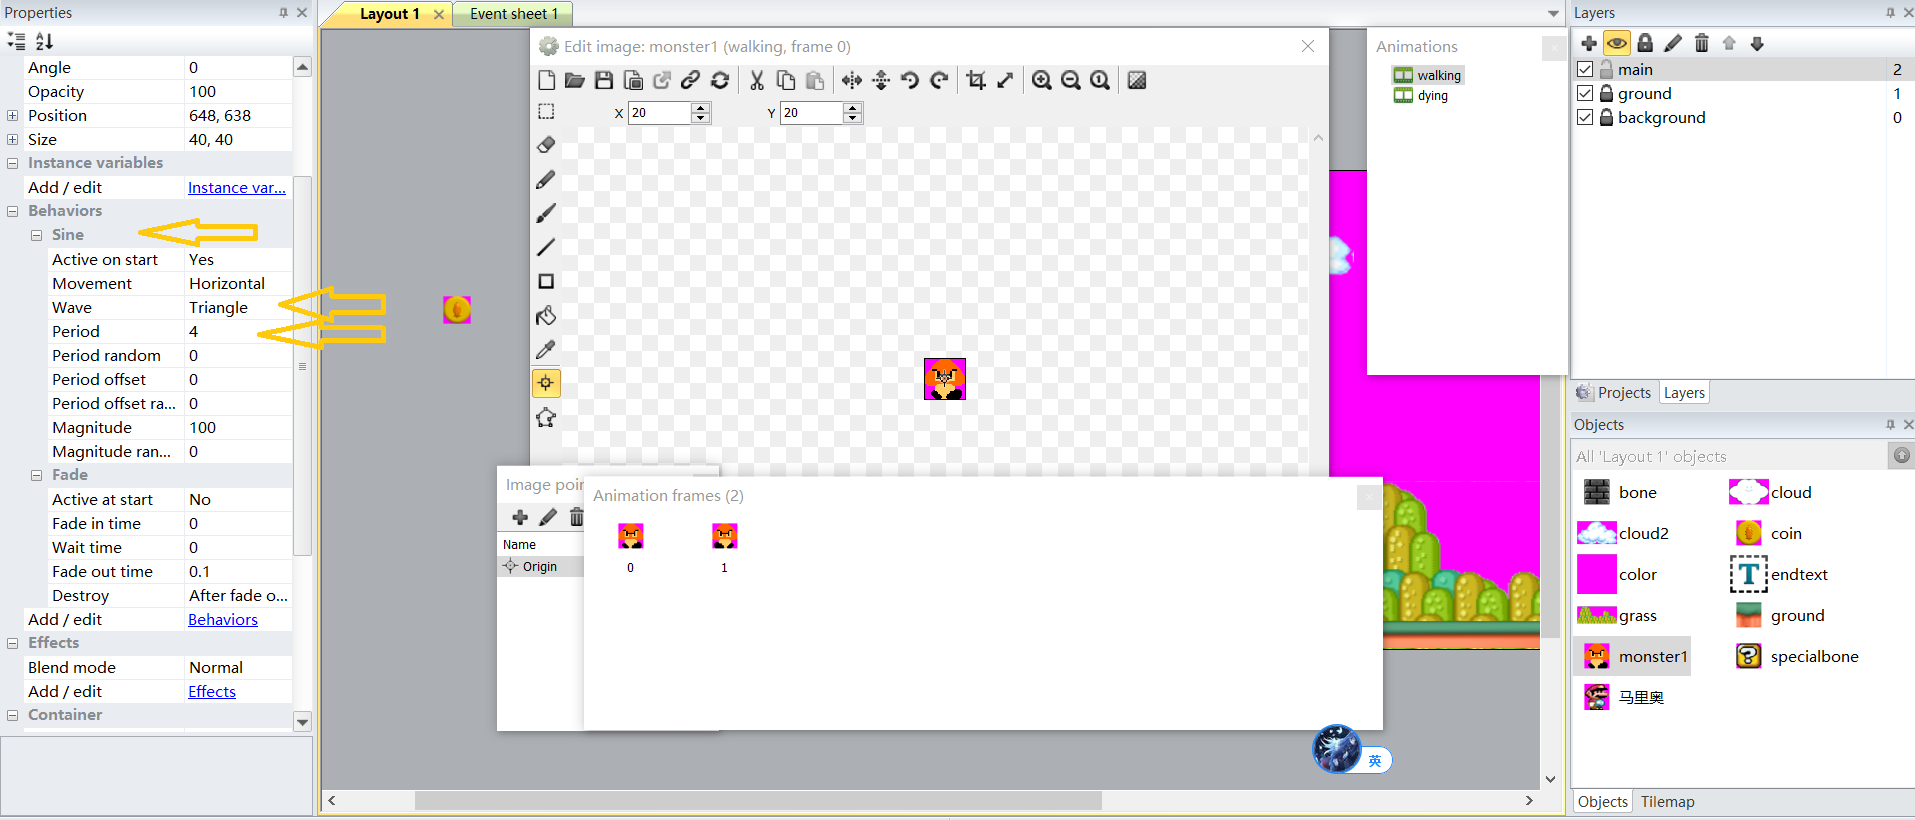 Properties
Angle 0
Opacity 100
Position 648, 638
Size 40, 40
Instance variables
Add / edit Instance var...
Behaviors
Sine
Active on start Yes
Movement Horizontal
Wave Triangle
Period 4
Period random 0
Period offset 0
Period offset ra... 0
Magnitude 100
Magnitude ran... 0
Fade
Active at start No
Fade in time 0
Wait time 0
Fade out time 0.1
Destroy After fade o...
Add / edit Behaviors
Effects
Blend mode Normal
Add / edit Effects
Container
Layout 1
Event sheet 1
Edit image: monster1 (walking, frame 0)
X 20 Y 20
Image poin
Name
Origin
Animation frames (2)
0 1
英
Animations
walking
dying
Layers
main 2
ground 1
background 0
Projects Layers
Objects
All 'Layout 1' objects
bone cloud
cloud2 coin
color endtext
grass ground
monster1 specialbone
马里奥
Objects Tilemap